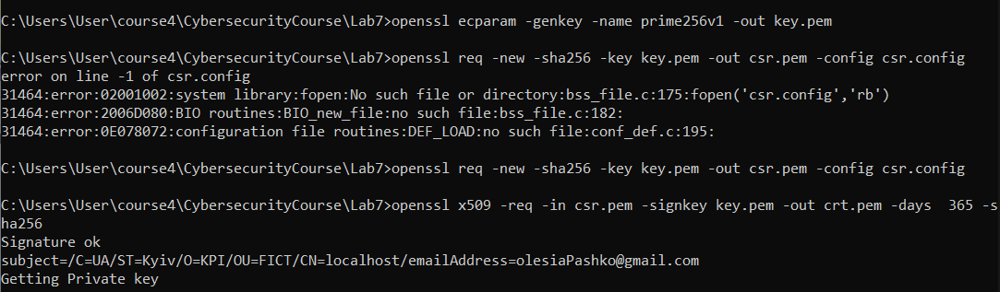 C:\Users\User\course4\CybersecurityCourse\Lab7>openssl ecparam -genkey -name prime256v1 -out key.pem
C:\Users\User\course4\CybersecurityCourse\Lab7>openssl req -new -sha256 -key key.pem -out csr.pem -config csr.config
error on line -1 of csr.config
31464:error:02001002:system library:fopen:No such file or directory:bss_file.c:175:fopen('csr.config','rb')
31464:error:2006D080:BIO routines:BIO_new_file:no such file:bss_file.c:182:
31464:error:0E078072:configuration file routines:DEF_LOAD:no such file:conf_def.c:195:
C:\Users\User\course4\CybersecurityCourse\Lab7>openssl req -new -sha256 -key key.pem -out csr.pem -config csr.config
C:\Users\User\course4\CybersecurityCourse\Lab7>openssl x509 -req -in csr.pem -signkey key.pem -out crt.pem -days  365 -s
ha256
Signature ok
subject=/C=UA/ST=Kyiv/O=KPI/OU=FICT/CN=localhost/emailAddress=olesiaPashko@gmail.com
Getting Private key